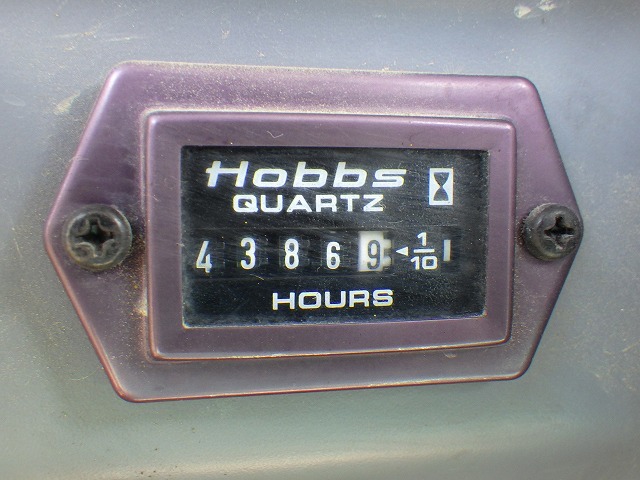 Hobbs
QUARTZ
4 3 8 6 9 ◄ 1/10
HOURS